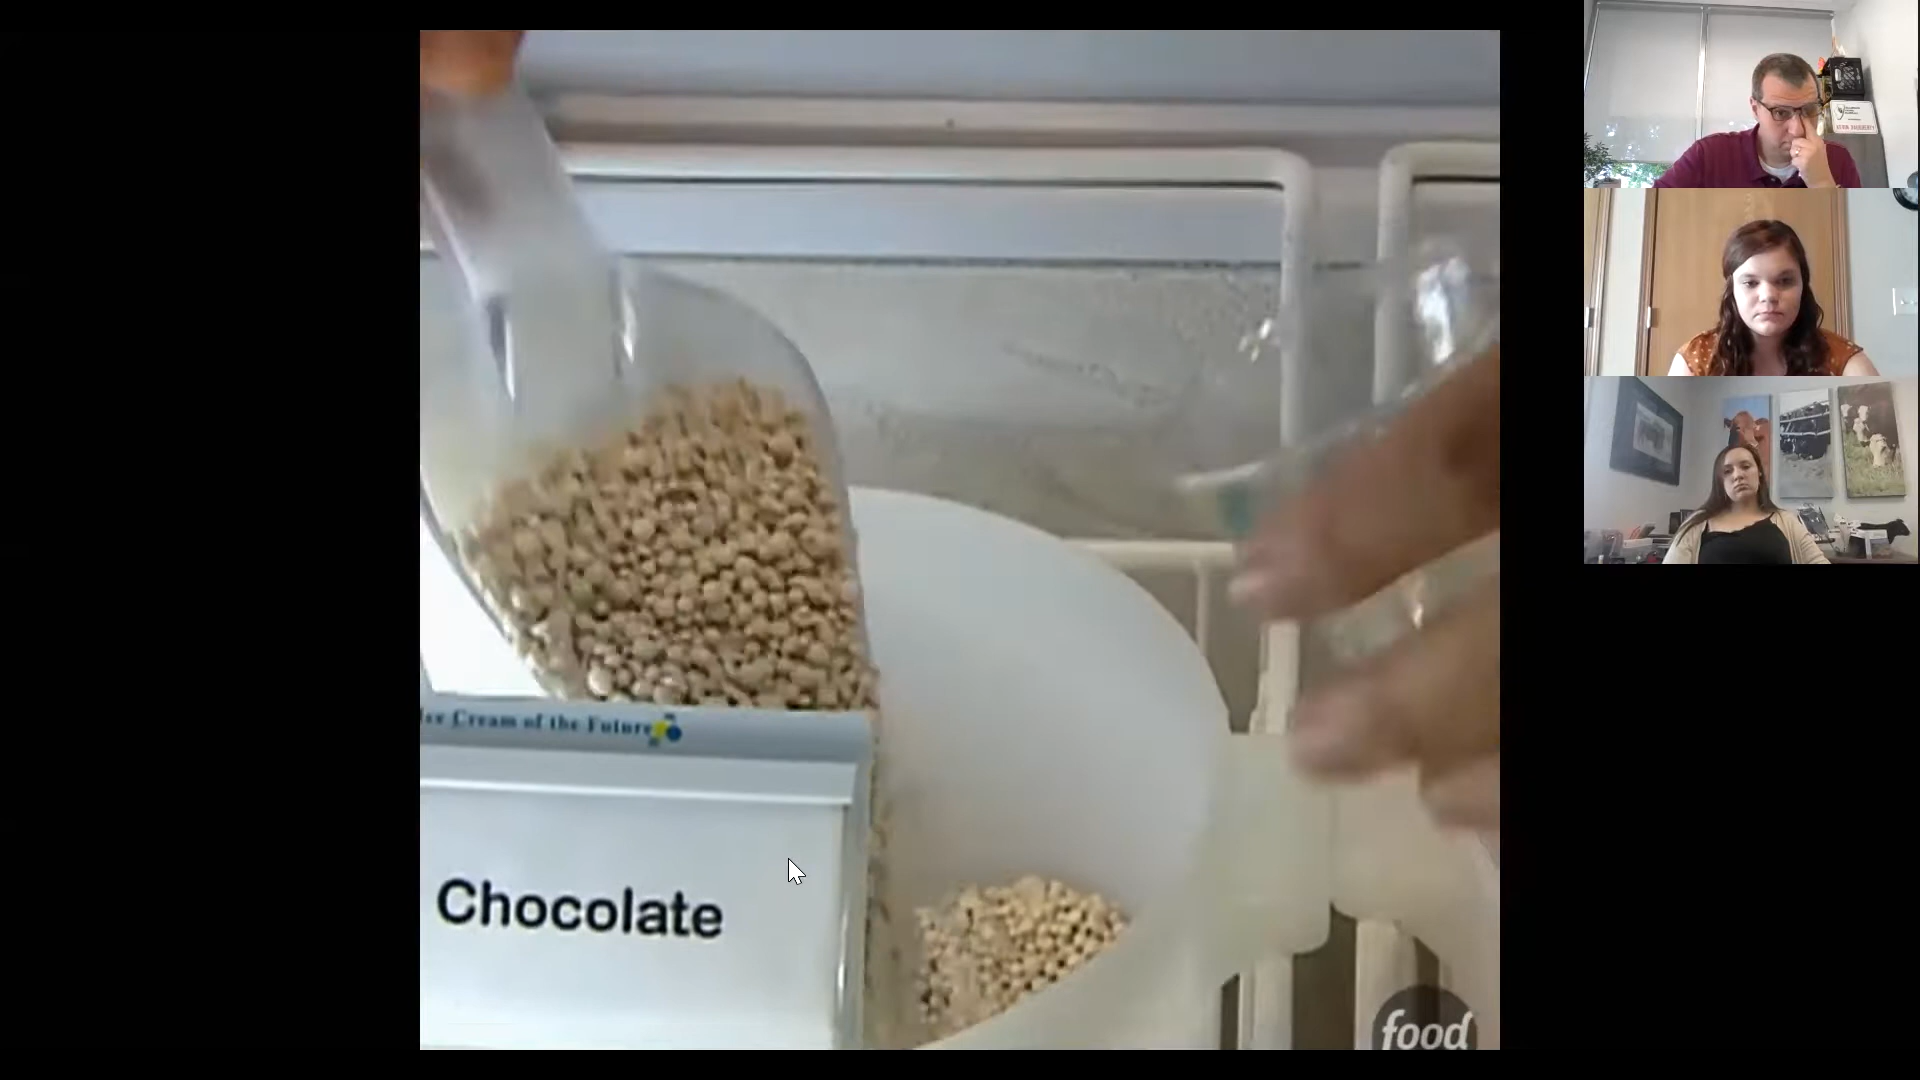 Ice Cream of the Future
Chocolate
food